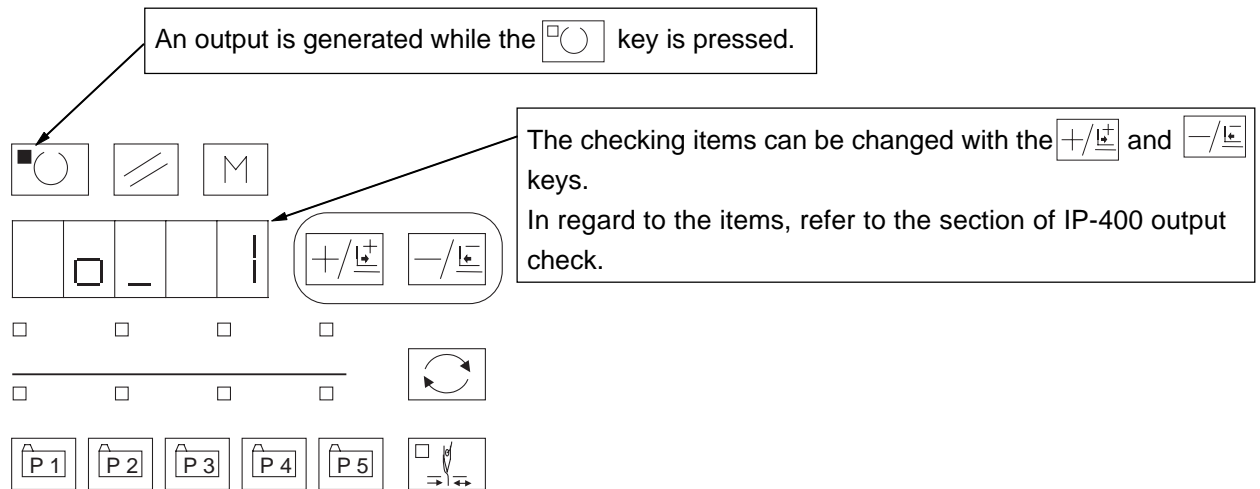 An output is generated while the key is pressed.
The checking items can be changed with the +/ and −/
keys.
In regard to the items, refer to the section of IP-400 output
check.
M
o _ 1
+/ −/
P 1 P 2 P 3 P 4 P 5